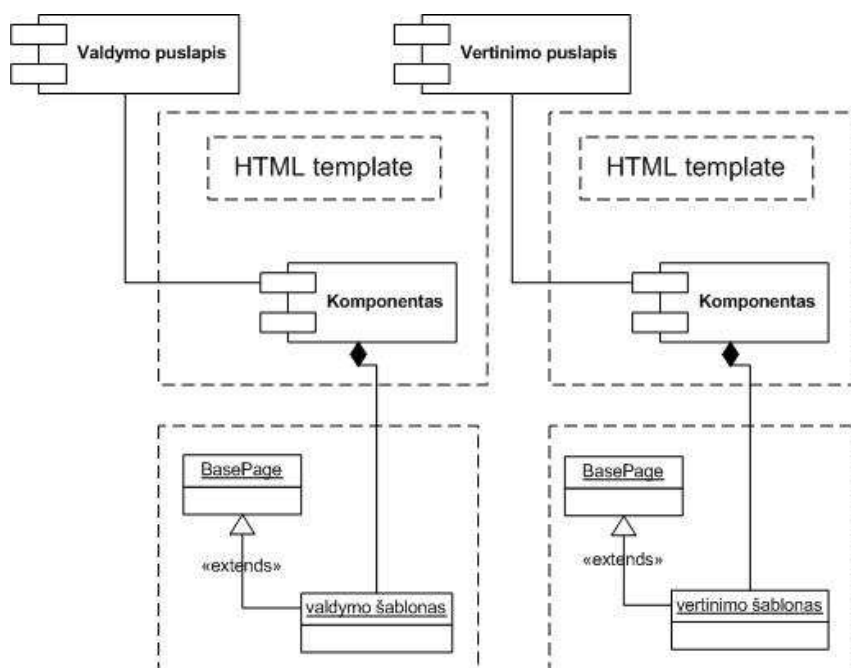 Valdymo puslapis
Vertinimo puslapis
HTML template
HTML template
Komponentas
Komponentas
BasePage
BasePage
«extends»
«extends»
valdymo šablonas
vertinimo šablonas